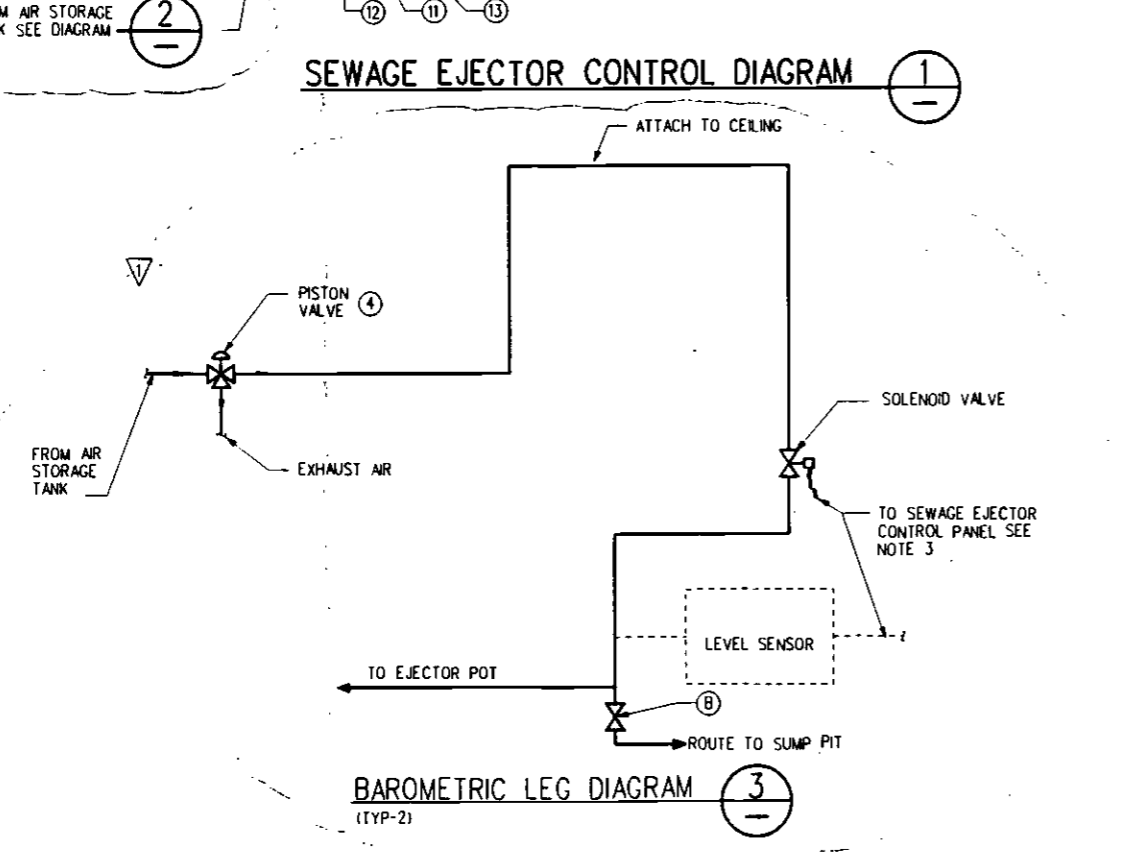 M AIR STORAGE
K SEE DIAGRAM
2
12 11 13
SEWAGE EJECTOR CONTROL DIAGRAM
1
ATTACH TO CEILING
1
PISTON
VALVE 4
SOLENOID VALVE
FROM AIR
STORAGE
TANK
EXHAUST AIR
TO SEWAGE EJECTOR
CONTROL PANEL SEE
NOTE 3
LEVEL SENSOR
TO EJECTOR POT
8
ROUTE TO SUMP PIT
BAROMETRIC LEG DIAGRAM
3
(TYP-2)